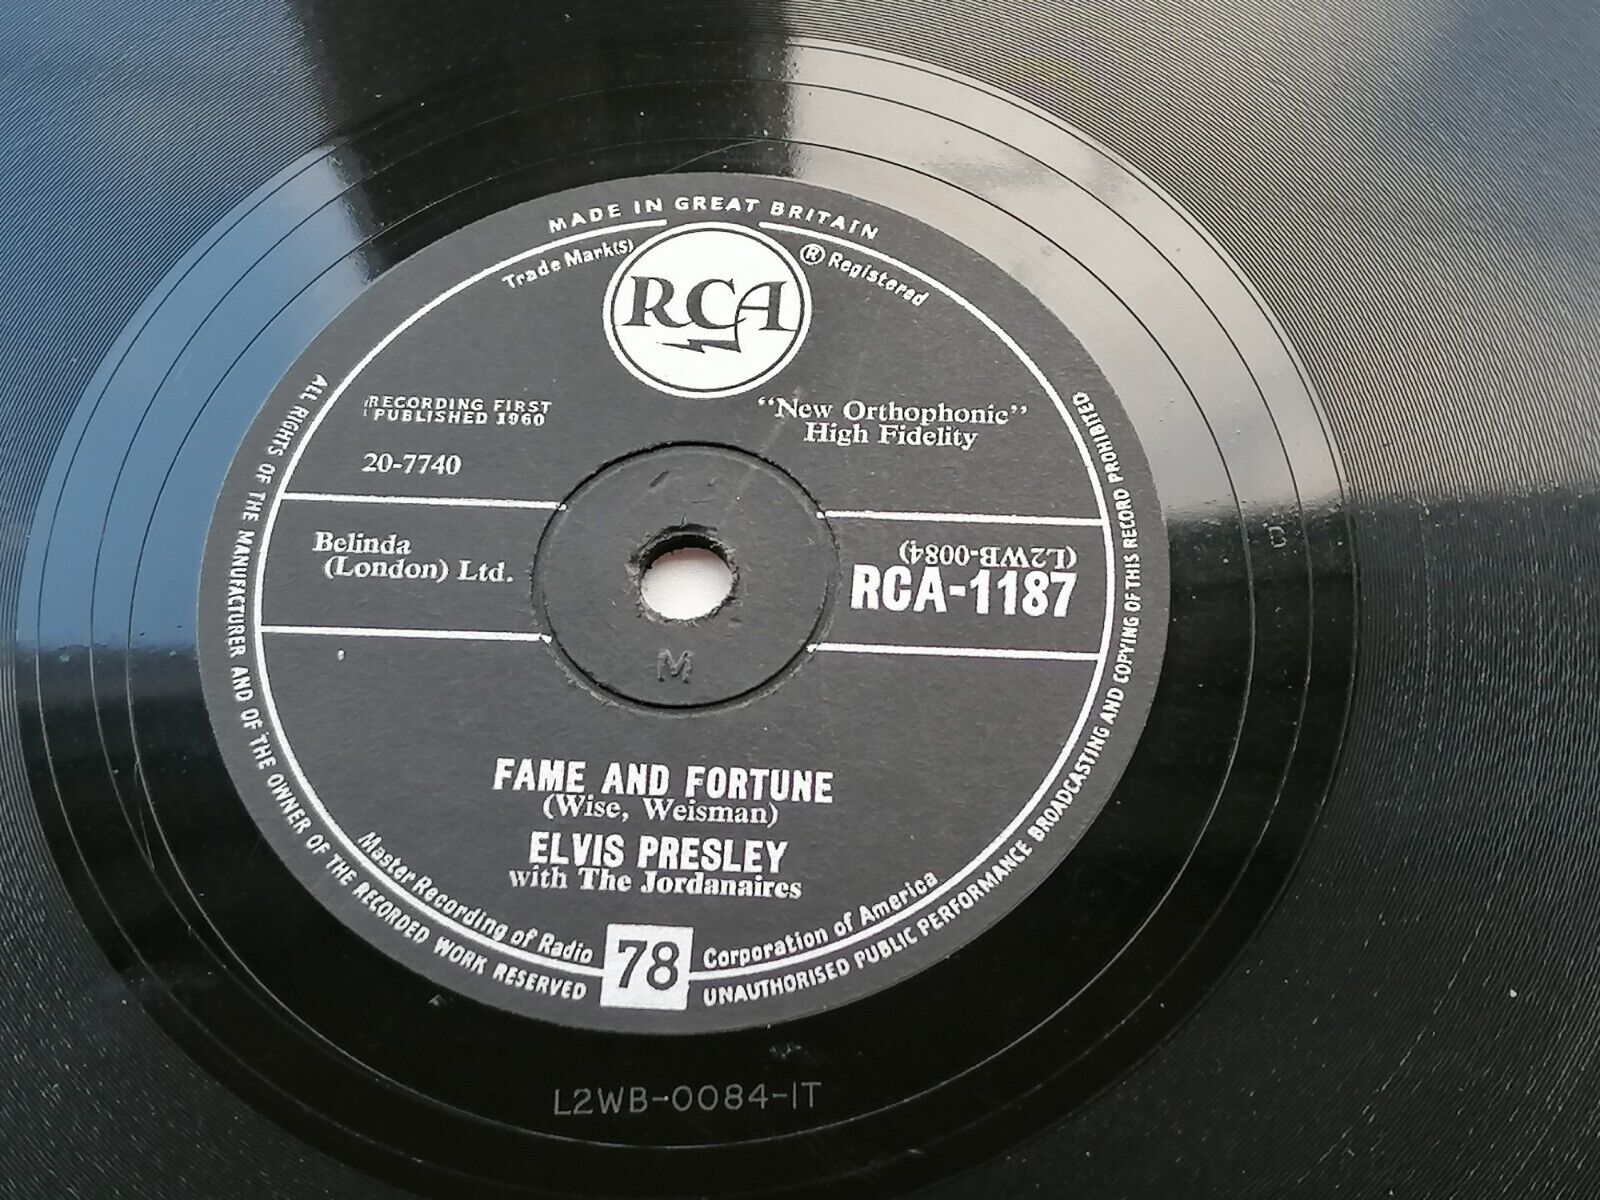 MADE IN GREAT BRITAIN
Trade Mark(s)
® Registered
RCA
RECORDING FIRST
PUBLISHED 1960
20-7740
"New Orthophonic"
High Fidelity
Belinda
(London) Ltd.
(L2WB-0084)
RCA-1187
M
FAME AND FORTUNE
(Wise, Weisman)
ELVIS PRESLEY
with The Jordanaires
Master Recording of Radio
78
Corporation of America
ALL RIGHTS OF THE MANUFACTURER AND OF THE OWNER OF THE RECORDED WORK RESERVED
UNAUTHORISED PUBLIC PERFORMANCE BROADCASTING AND COPYING OF THIS RECORD PROHIBITED
L2WB-0084-1T